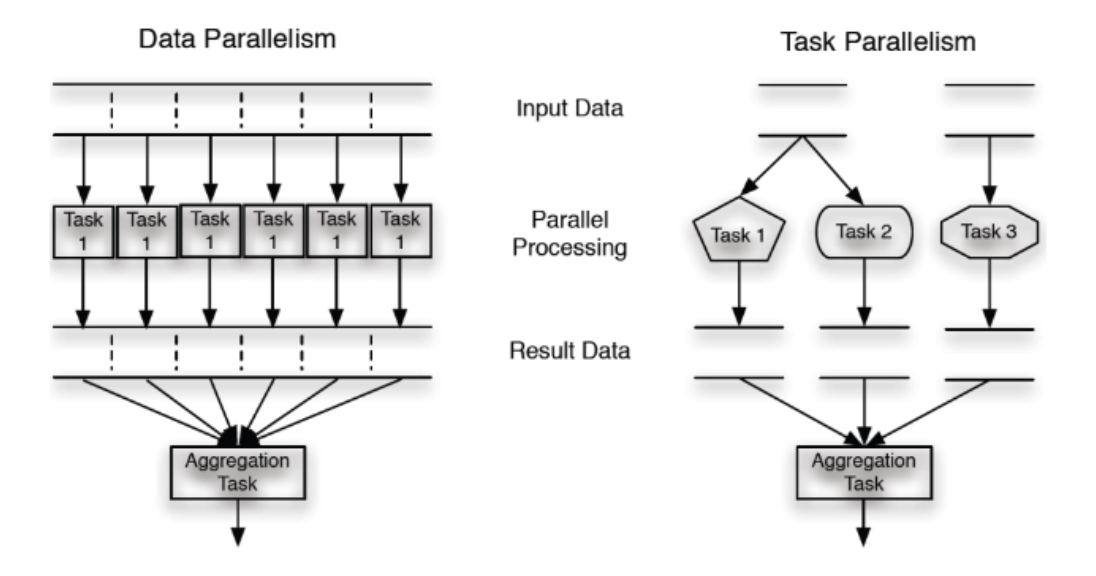 Data Parallelism
Task Parallelism
Input Data
Task
1
Task
1
Task
1
Task
1
Task
1
Task
1
Parallel
Processing
Task 1
Task 2
Task 3
Result Data
Aggregation
Task
Aggregation
Task